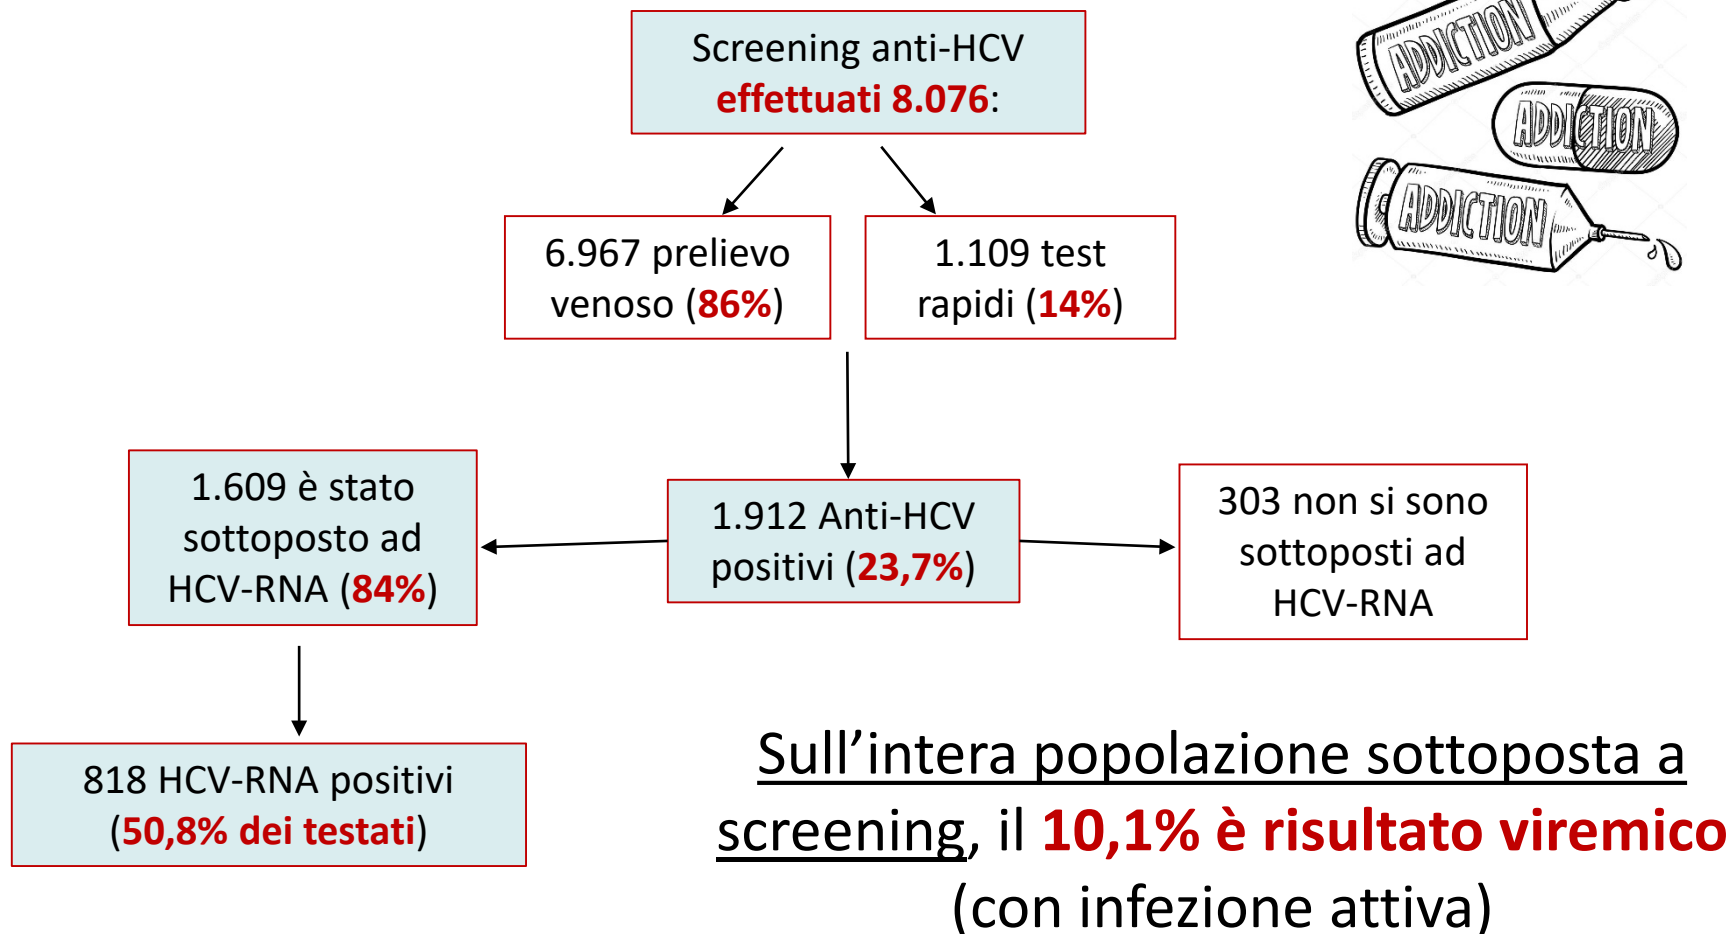 Screening anti-HCV
effettuati 8.076:
ADDICTION
ADDICTION
ADDICTION
6.967 prelievo
venoso (86%)
1.109 test
rapidi (14%)
1.609 è stato
sottoposto ad
HCV-RNA (84%)
1.912 Anti-HCV
positivi (23,7%)
303 non si sono
sottoposti ad
HCV-RNA
818 HCV-RNA positivi
(50,8% dei testati)
Sull’intera popolazione sottoposta a
screening, il 10,1% è risultato viremico
(con infezione attiva)